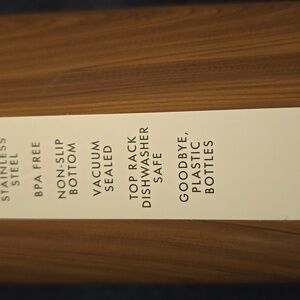 STAINLESS
STEEL
BPA FREE
NON-SLIP
BOTTOM
VACUUM
SEALED
TOP RACK
DISHWASHER
SAFE
GOODBYE,
PLASTIC
BOTTLES